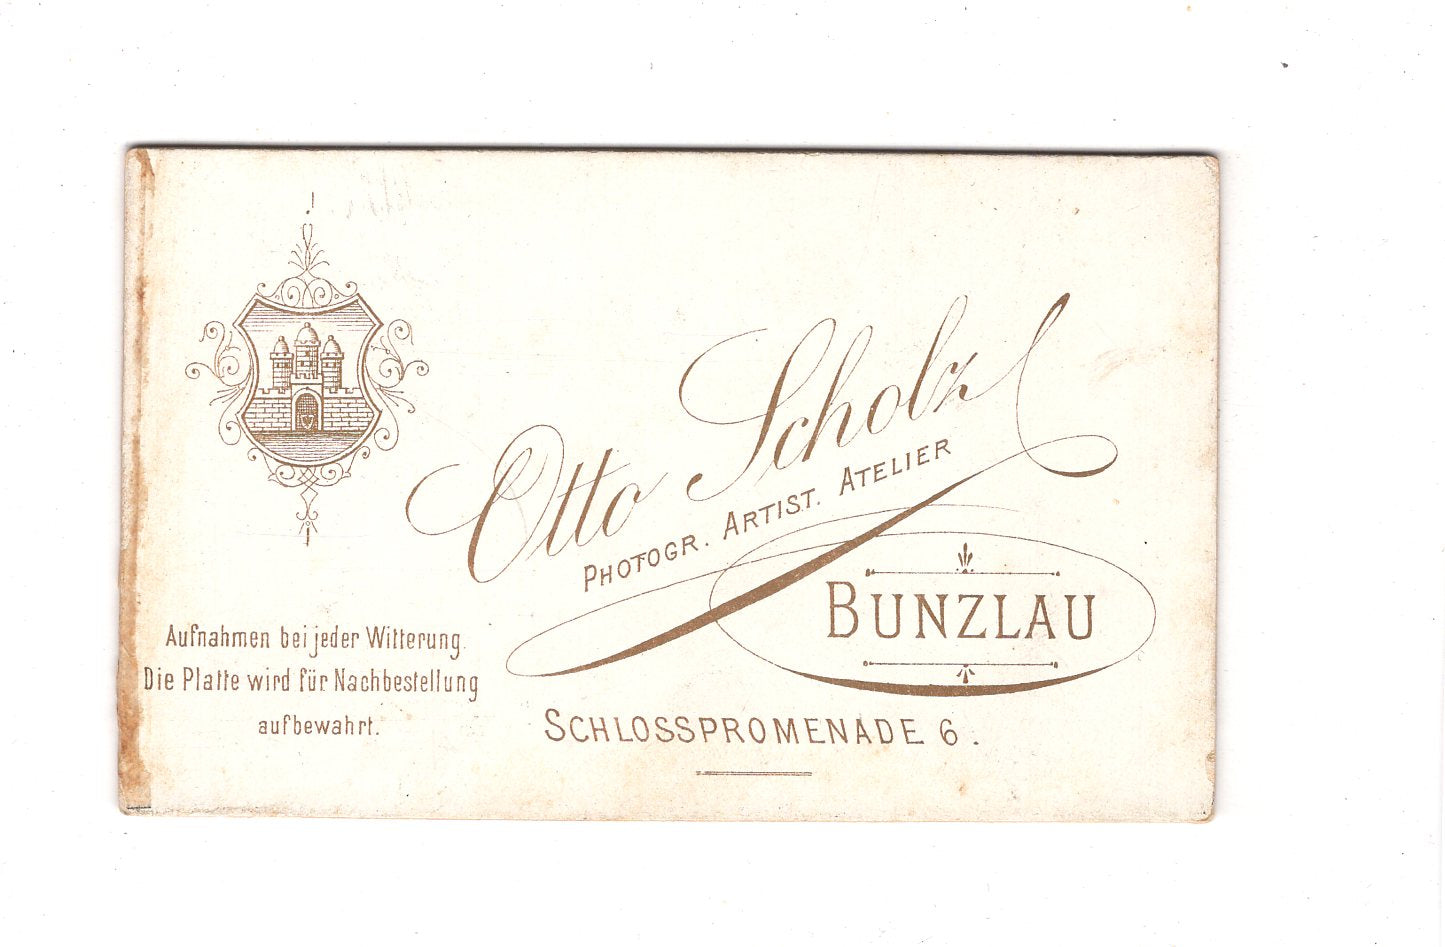 Otto Scholz
PHOTOGR. ARTIST. ATELIER
BUNZLAU
SCHLOSSPROMENADE 6.
Aufnahmen bei jeder Witterung.
Die Platte wird für Nachbestellung
aufbewahrt.